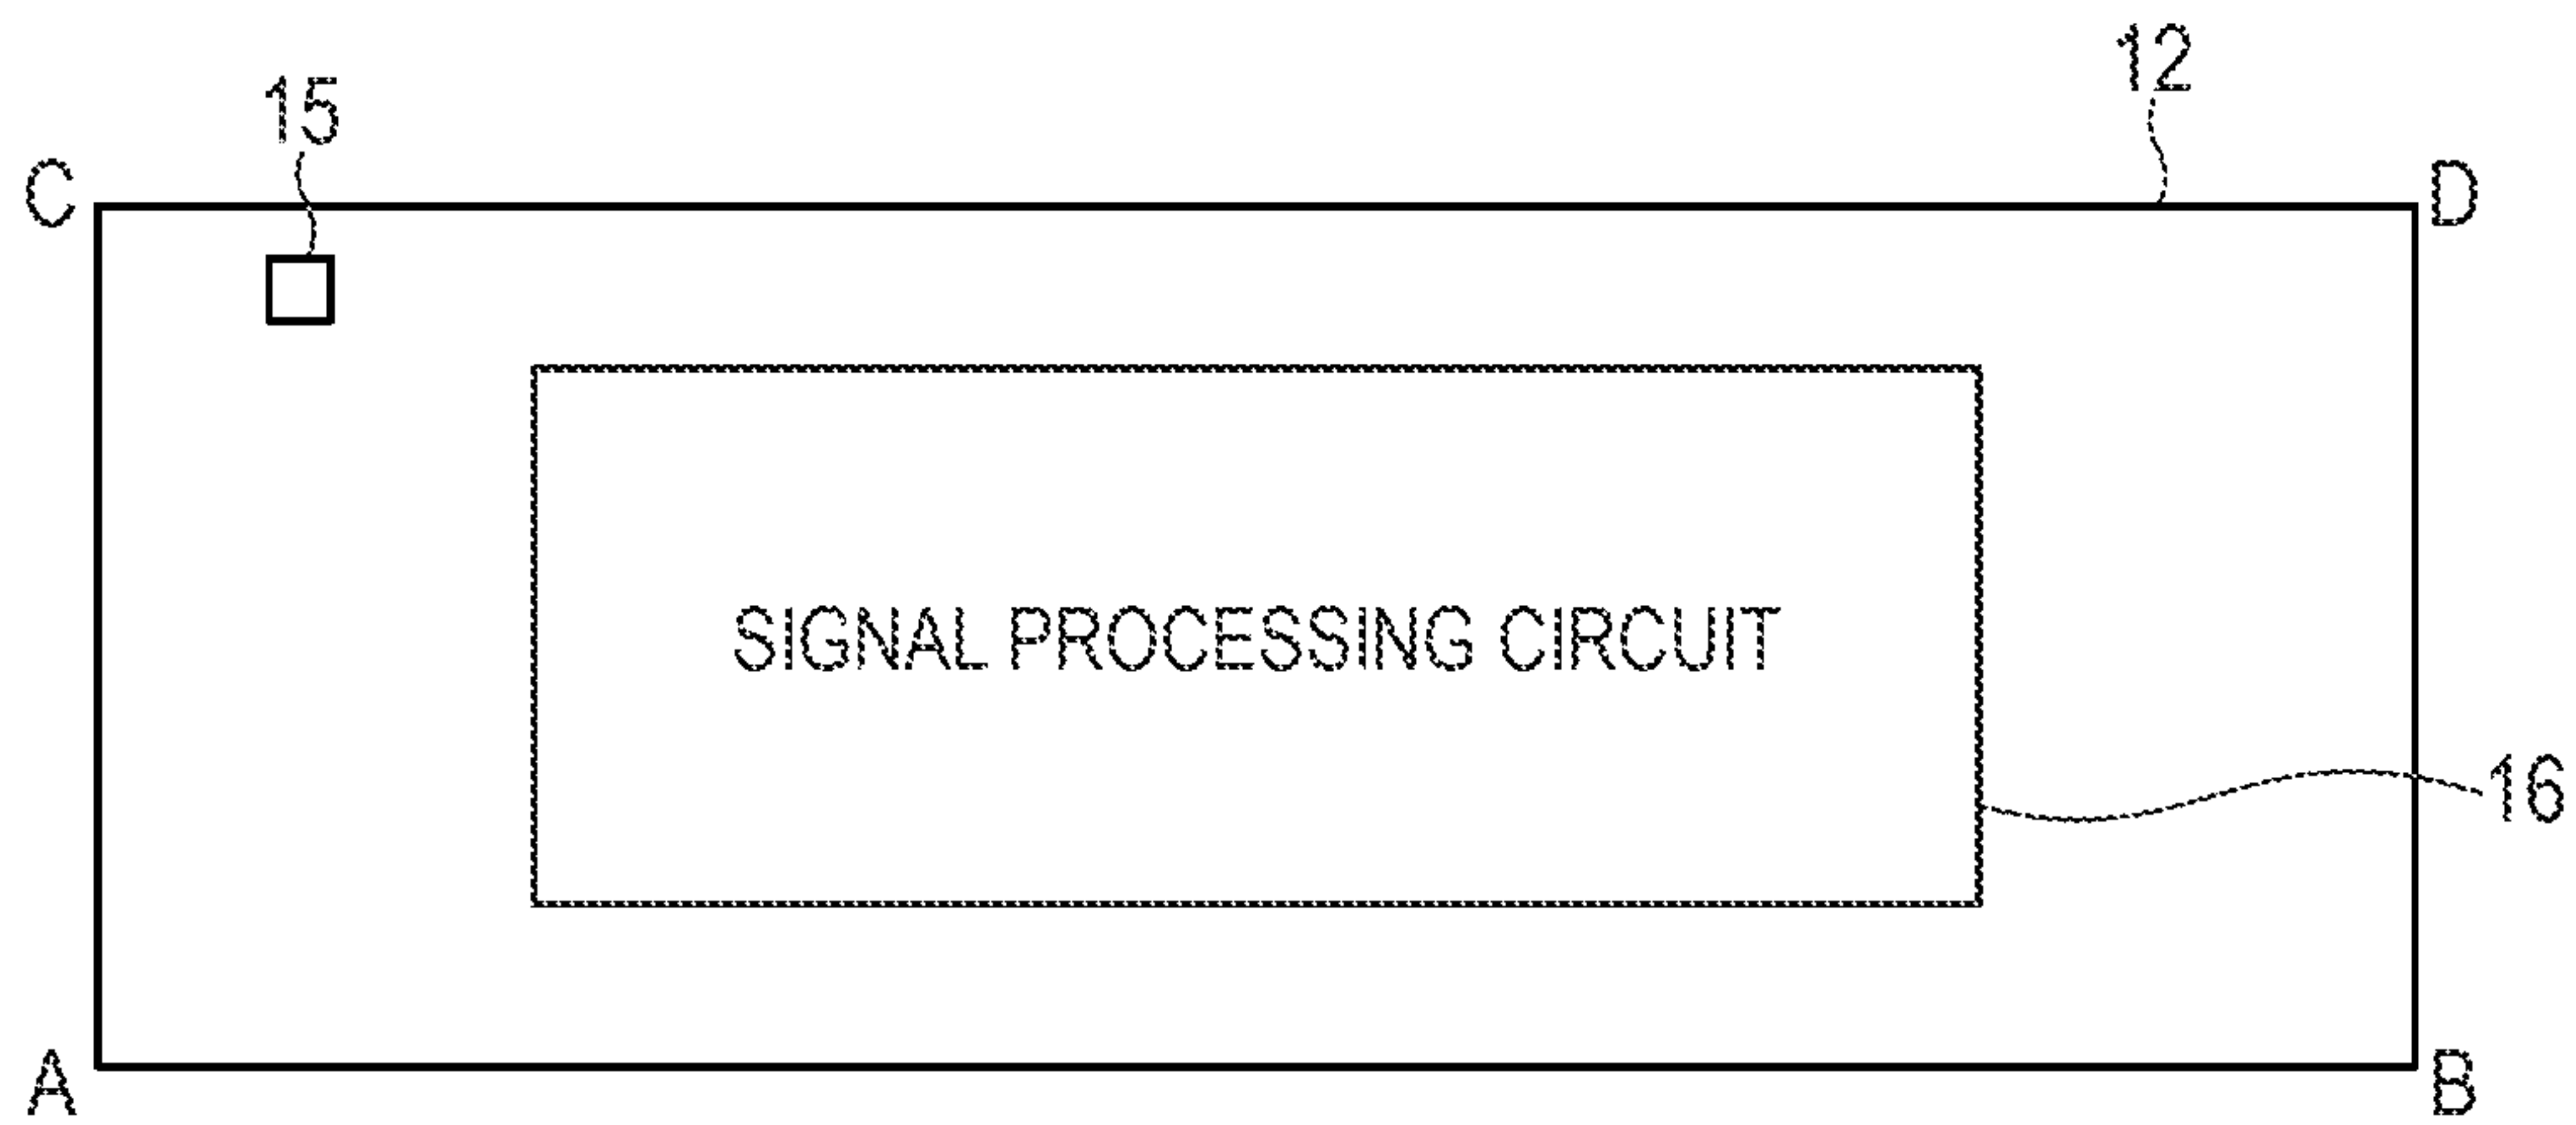 12
15
C
D
SIGNAL PROCESSING CIRCUIT
16
A
B